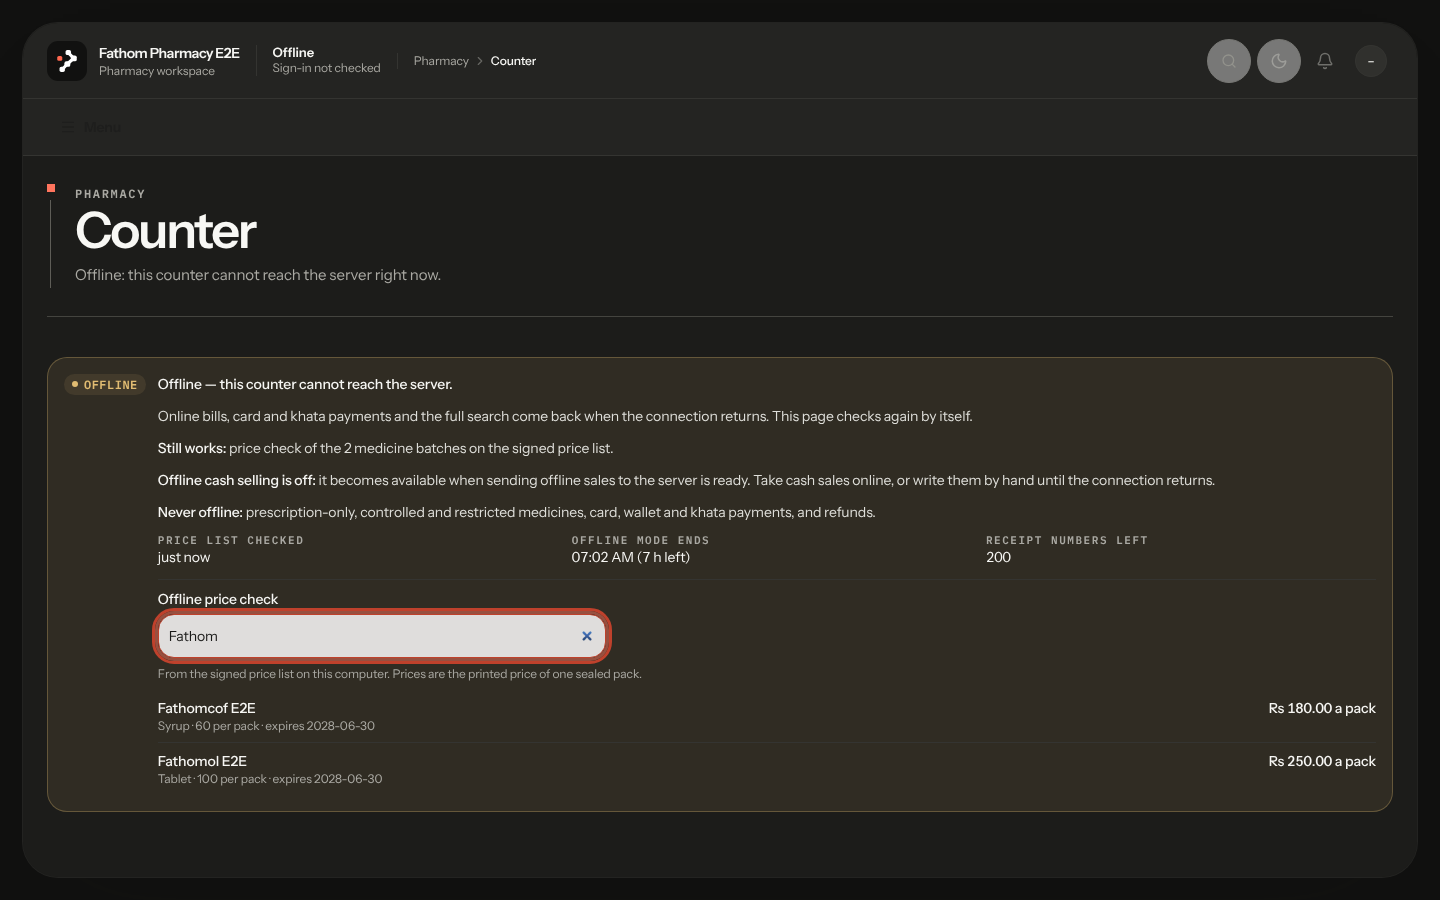 Fathom Pharmacy E2E
Pharmacy workspace
Offline
Sign-in not checked
Pharmacy > Counter
-
Menu
PHARMACY
Counter
Offline: this counter cannot reach the server right now.
OFFLINE
Offline — this counter cannot reach the server.
Online bills, card and khata payments and the full search come back when the connection returns. This page checks again by itself.
Still works: price check of the 2 medicine batches on the signed price list.
Offline cash selling is off: it becomes available when sending offline sales to the server is ready. Take cash sales online, or write them by hand until the connection returns.
Never offline: prescription-only, controlled and restricted medicines, card, wallet and khata payments, and refunds.
PRICE LIST CHECKED
just now
OFFLINE MODE ENDS
07:02 AM (7 h left)
RECEIPT NUMBERS LEFT
200
Offline price check
Fathom
From the signed price list on this computer. Prices are the printed price of one sealed pack.
Fathomcof E2E
Rs 180.00 a pack
Syrup · 60 per pack · expires 2028-06-30
Fathomol E2E
Rs 250.00 a pack
Tablet · 100 per pack · expires 2028-06-30